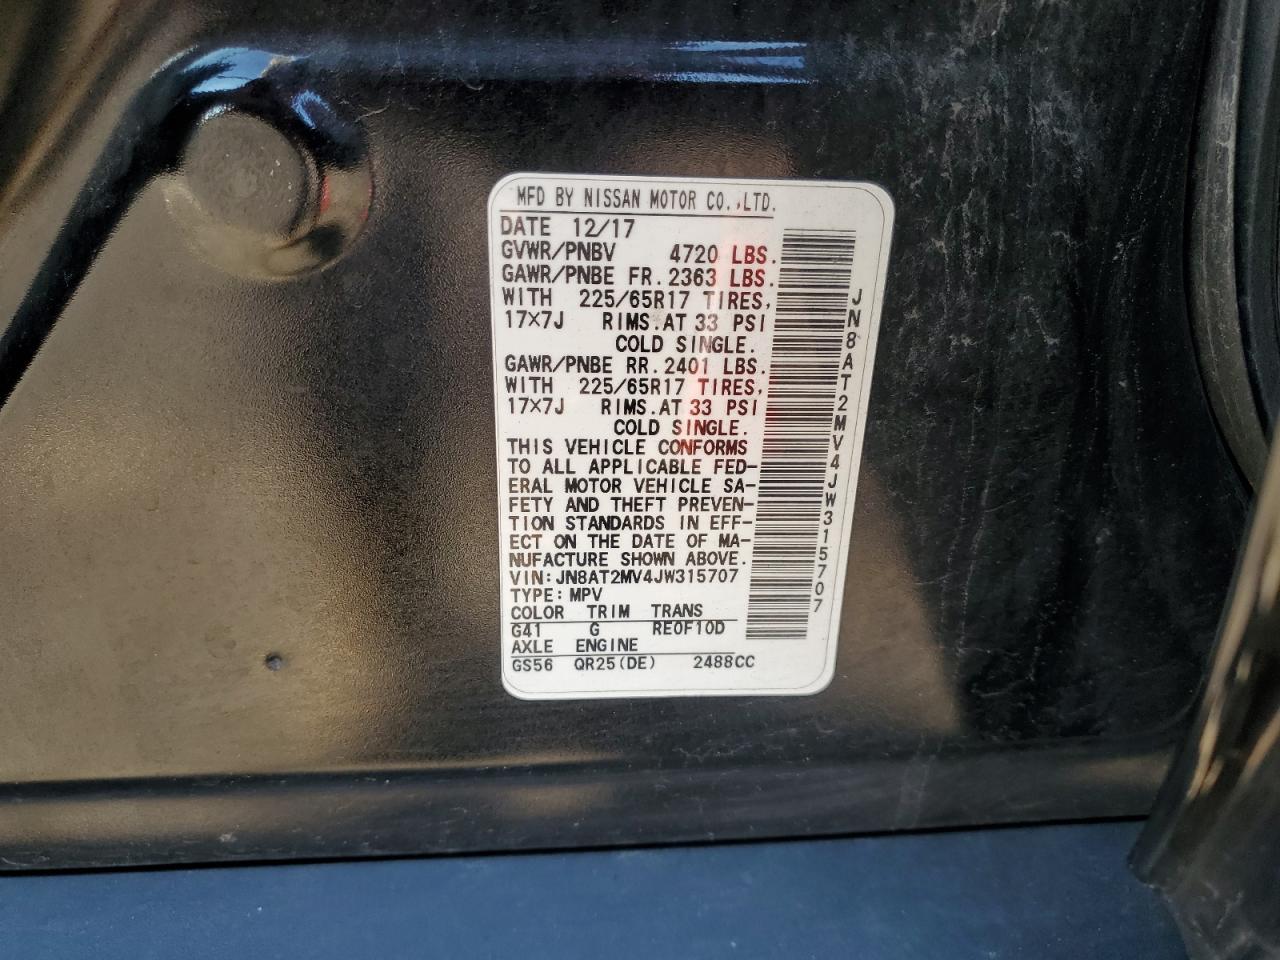 MFD BY NISSAN MOTOR CO.,LTD.
DATE 12/17
GVWR/PNBV 4720 LBS.
GAWR/PNBE FR. 2363 LBS.
WITH 225/65R17 TIRES,
17×7J RIMS.AT 33 PSI
COLD SINGLE.
GAWR/PNBE RR. 2401 LBS.
WITH 225/65R17 TIRES,
17×7J RIMS.AT 33 PSI
COLD SINGLE.
THIS VEHICLE CONFORMS
TO ALL APPLICABLE FED-
ERAL MOTOR VEHICLE SA-
FETY AND THEFT PREVEN-
TION STANDARDS IN EFF-
ECT ON THE DATE OF MA-
NUFACTURE SHOWN ABOVE.
VIN: JN8AT2MV4JW315707
TYPE: MPV
COLOR TRIM TRANS
G41 G RE0F10D
AXLE ENGINE
GS56 QR25(DE) 2488CC
JN8AT2MV4JW315707